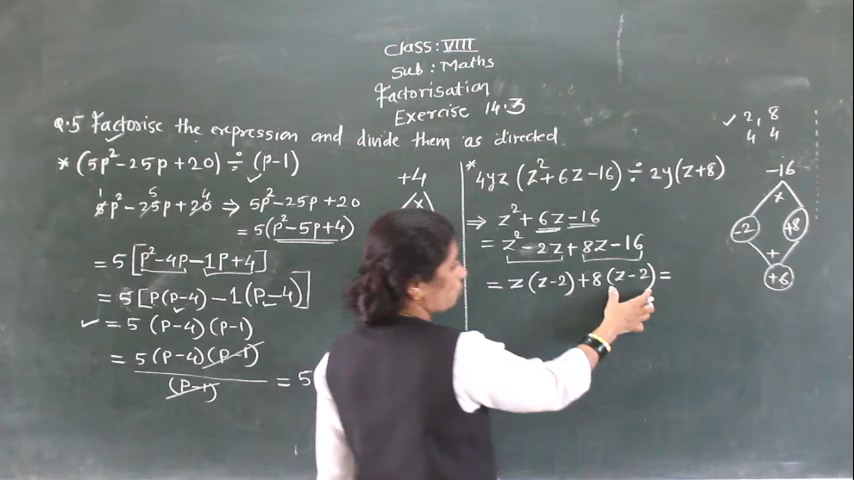 Class: VIII
Sub: Maths
Factorisation
Exercise 14.3
Q.5 Factorise the expression and divide them as directed.
* (5p²-25p+20) ÷ (p-1)
1 5 4
5p²-25p+20 ⇒ 5p²-25p+20
= 5(p²-5p+4)
= 5[p²-4p-1p+4]
= 5[p(p-4)-1(p-4)]
✓ = 5 (p-4)(p-1)
= 5(p-4)(p-1)
(p-1)
= 5
+4
×
* 4yz (z²+6z-16) ÷ 2y(z+8)
⇒ z²+6z-16
= z²-2z+8z-16
= z(z-2)+8(z-2)=
✓ 2, 8
4 4
-16
×
-2 +8
+
+6